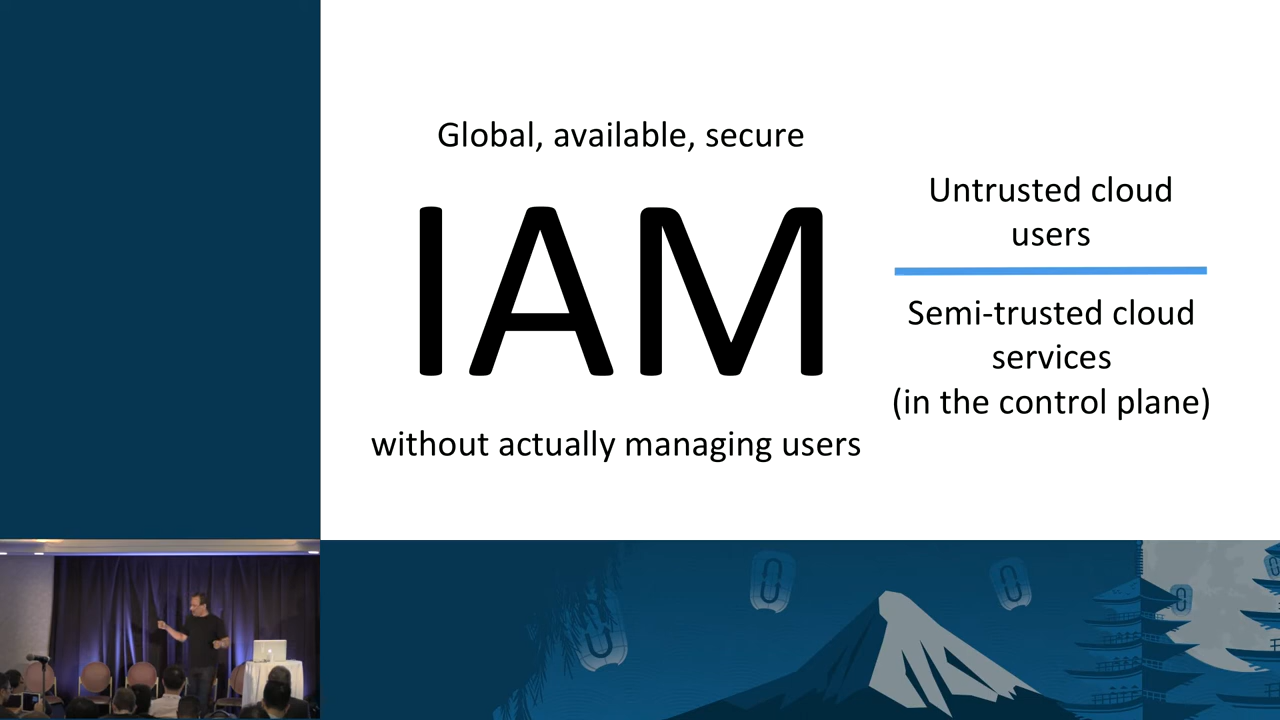 Global, available, secure
IAM
without actually managing users
Untrusted cloud
users
Semi-trusted cloud
services
(in the control plane)